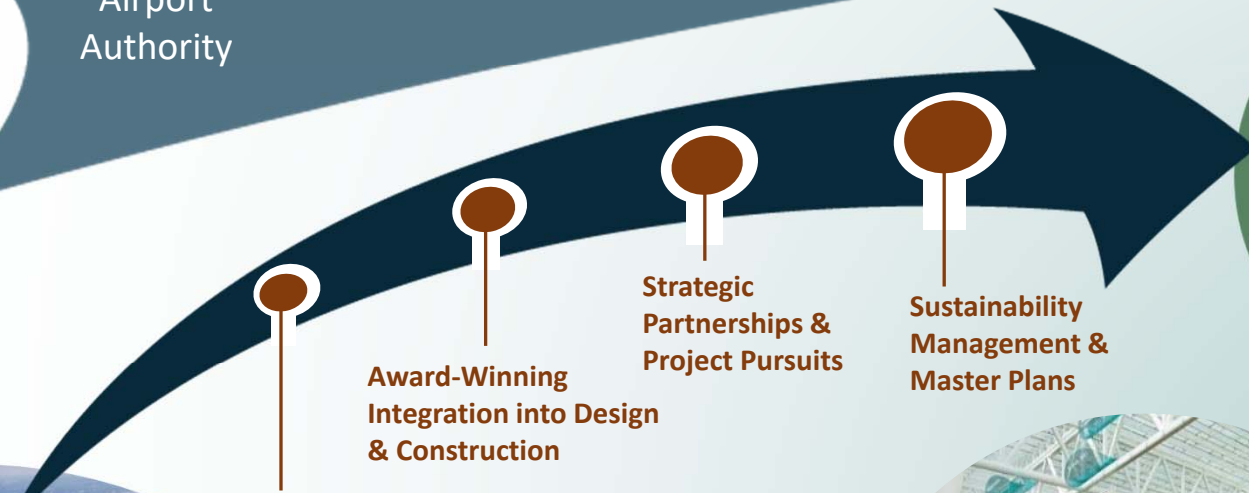 Airport
Authority
Award-Winning
Integration into Design
& Construction
Strategic
Partnerships &
Project Pursuits
Sustainability
Management &
Master Plans